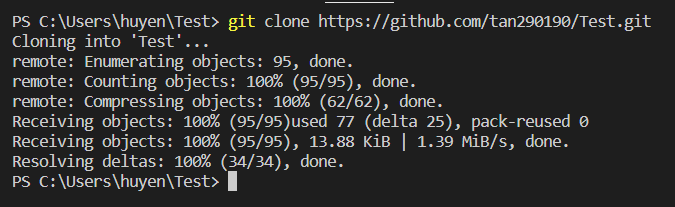 PS C:\Users\huyen\Test> git clone https://github.com/tan290190/Test.git
Cloning into 'Test'...
remote: Enumerating objects: 95, done.
remote: Counting objects: 100% (95/95), done.
remote: Compressing objects: 100% (62/62), done.
Receiving objects: 100% (95/95)used 77 (delta 25), pack-reused 0
Receiving objects: 100% (95/95), 13.88 KiB | 1.39 MiB/s, done.
Resolving deltas: 100% (34/34), done.
PS C:\Users\huyen\Test>